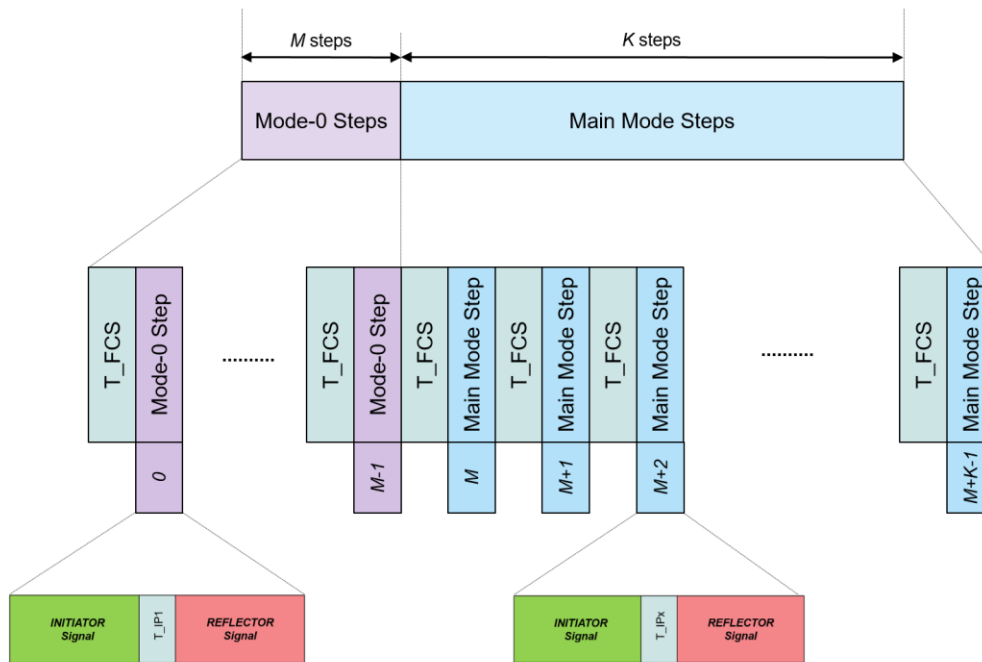 M steps
K steps
Mode-0 Steps
Main Mode Steps
T_FCS
Mode-0 Step
..........
T_FCS
Mode-0 Step
T_FCS
Main Mode Step
T_FCS
Main Mode Step
T_FCS
Main Mode Step
..........
T_FCS
Main Mode Step
0
M-1
M
M+1
M+2
M+K-1
INITIATOR
Signal
T_IP1
REFLECTOR
Signal
INITIATOR
Signal
T_IPx
REFLECTOR
Signal